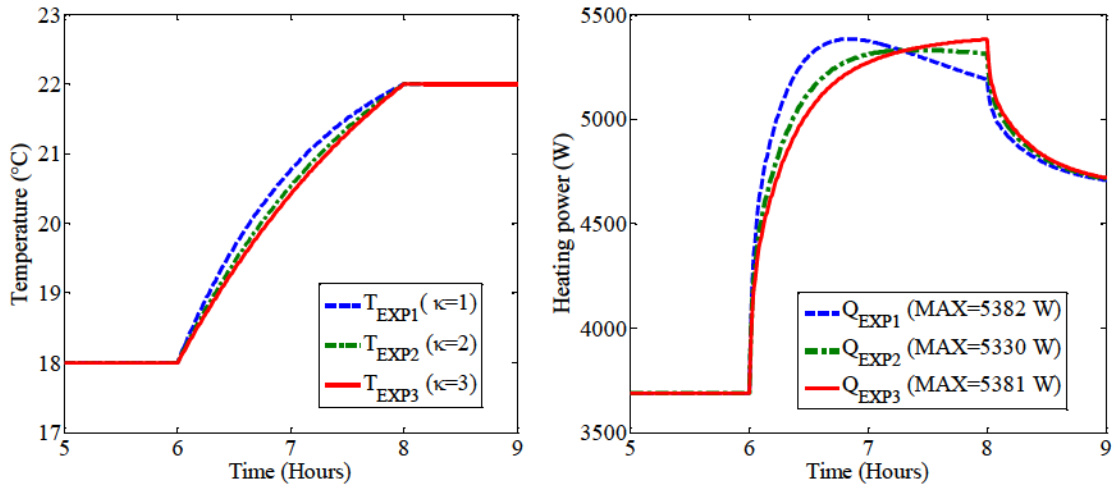 23
22
21
20
19
18
17
5
6
7
8
9
Time (Hours)
Temperature (°C)
T_EXP1 ( κ=1)
T_EXP2 (κ=2)
T_EXP3 (κ=3)
5500
5000
4500
4000
3500
5
6
7
8
9
Time (Hours)
Heating power (W)
Q_EXP1 (MAX=5382 W)
Q_EXP2 (MAX=5330 W)
Q_EXP3 (MAX=5381 W)